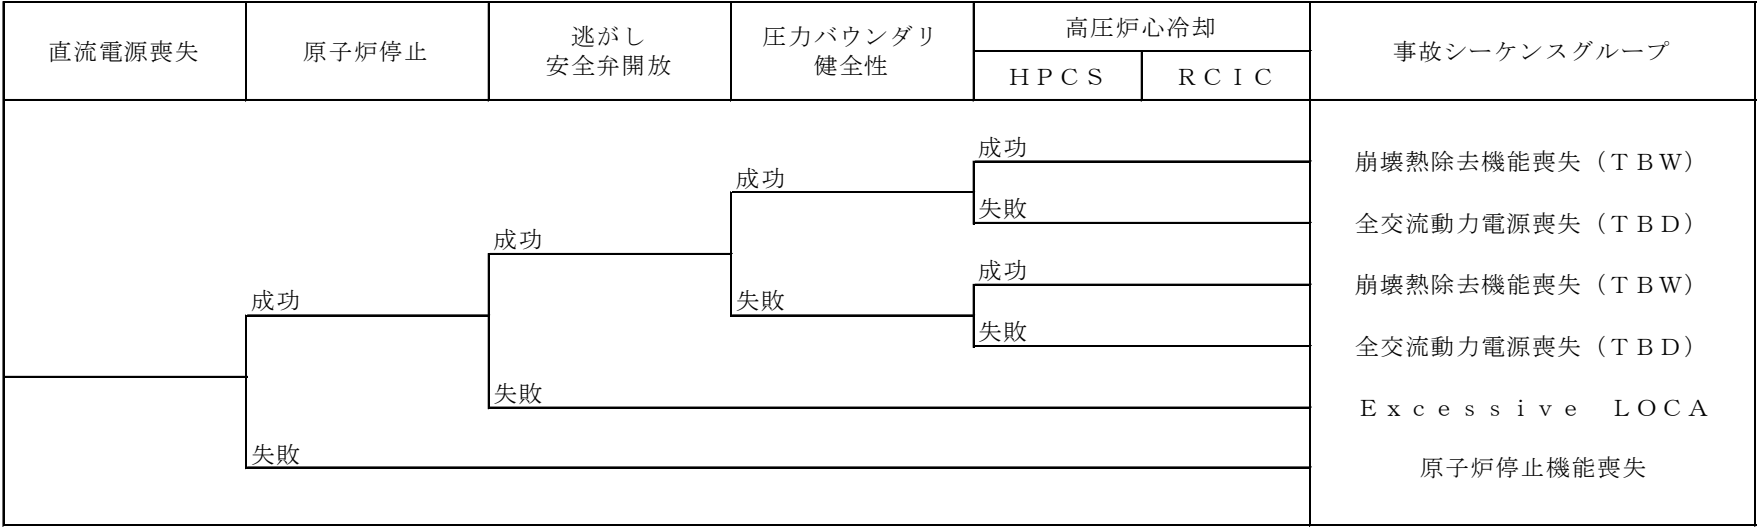 直流電源喪失
原子炉停止
逃がし
安全弁開放
圧力バウンダリ
健全性
高圧炉心冷却
ＨＰＣＳ
ＲＣＩＣ
事故シーケンスグループ
成功
崩壊熱除去機能喪失（ＴＢＷ）
成功
失敗
全交流動力電源喪失（ＴＢＤ）
成功
成功
崩壊熱除去機能喪失（ＴＢＷ）
成功
失敗
失敗
全交流動力電源喪失（ＴＢＤ）
失敗
Ｅｘｃｅｓｓｉｖｅ　ＬＯＣＡ
失敗
原子炉停止機能喪失